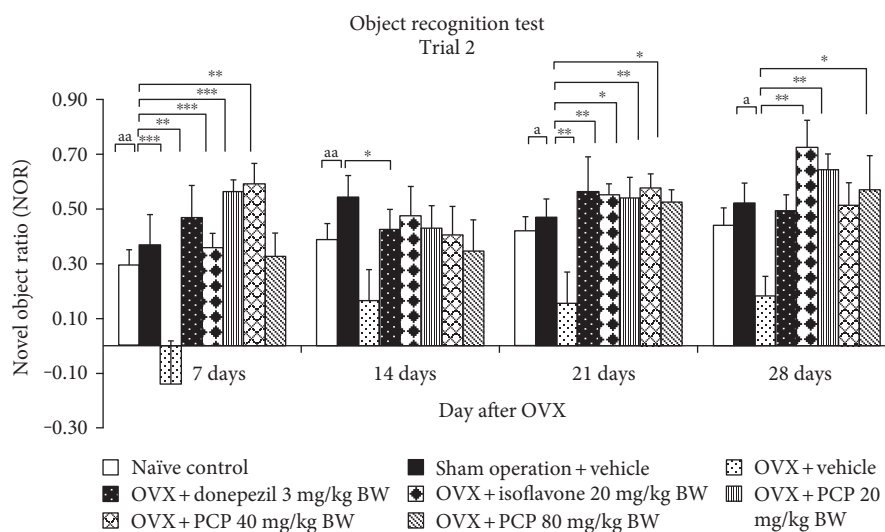 Object recognition test
Trial 2
Novel object ratio (NOR)
0.90
0.70
0.50
0.30
0.10
−0.10
−0.30
**
***
***
**
aa
***
aa
*
*
**
*
**
a
**
*
**
a
**
7 days
14 days
21 days
28 days
Day after OVX
Naïve control
Sham operation + vehicle
OVX + vehicle
OVX + donepezil 3 mg/kg BW
OVX + isoflavone 20 mg/kg BW
OVX + PCP 20
mg/kg BW
OVX + PCP 40 mg/kg BW
OVX + PCP 80 mg/kg BW